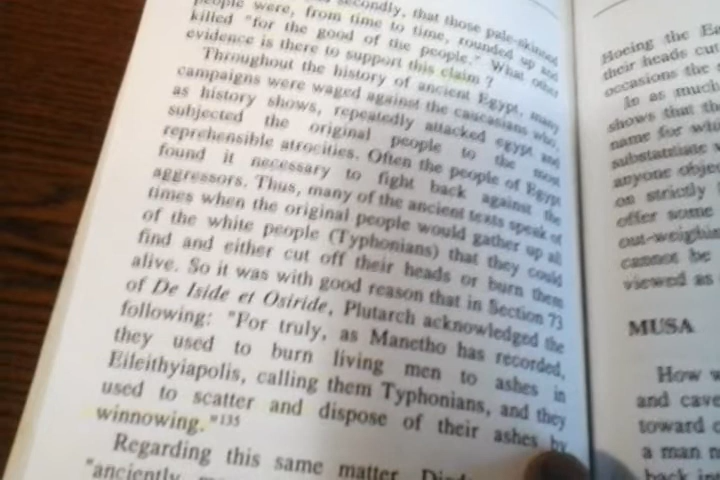 secondly, that those pale-skinned
people were, from time to time, rounded up and
killed "for the good of the people." What other
evidence is there to support this claim ?
Throughout the history of ancient Egypt, many
campaigns were waged against the caucasians who,
as history shows, repeatedly attacked egypt and
subjected the original people to the most
reprehensible atrocities. Often the people of Egypt
found it necessary to fight back against the
aggressors. Thus, many of the ancient texts speak of
times when the original people would gather up all
of the white people (Typhonians) that they could
find and either cut off their heads or burn them
alive. So it was with good reason that in Section 73
of De Iside et Osiride, Plutarch acknowledged the
following: "For truly, as Manetho has recorded,
they used to burn living men to ashes in
Eileithyiapolis, calling them Typhonians, and they
used to scatter and dispose of their ashes by
winnowing."135
Regarding this same matter,
"anciently,
Hoeing the
their heads cut
occasions the
In as much
shows that th
name for wh
substantiate
anyone objec
on strictly
offer some
out-weighin
cannot be
viewed as
MUSA
How w
and cave
toward c
a man n
back in